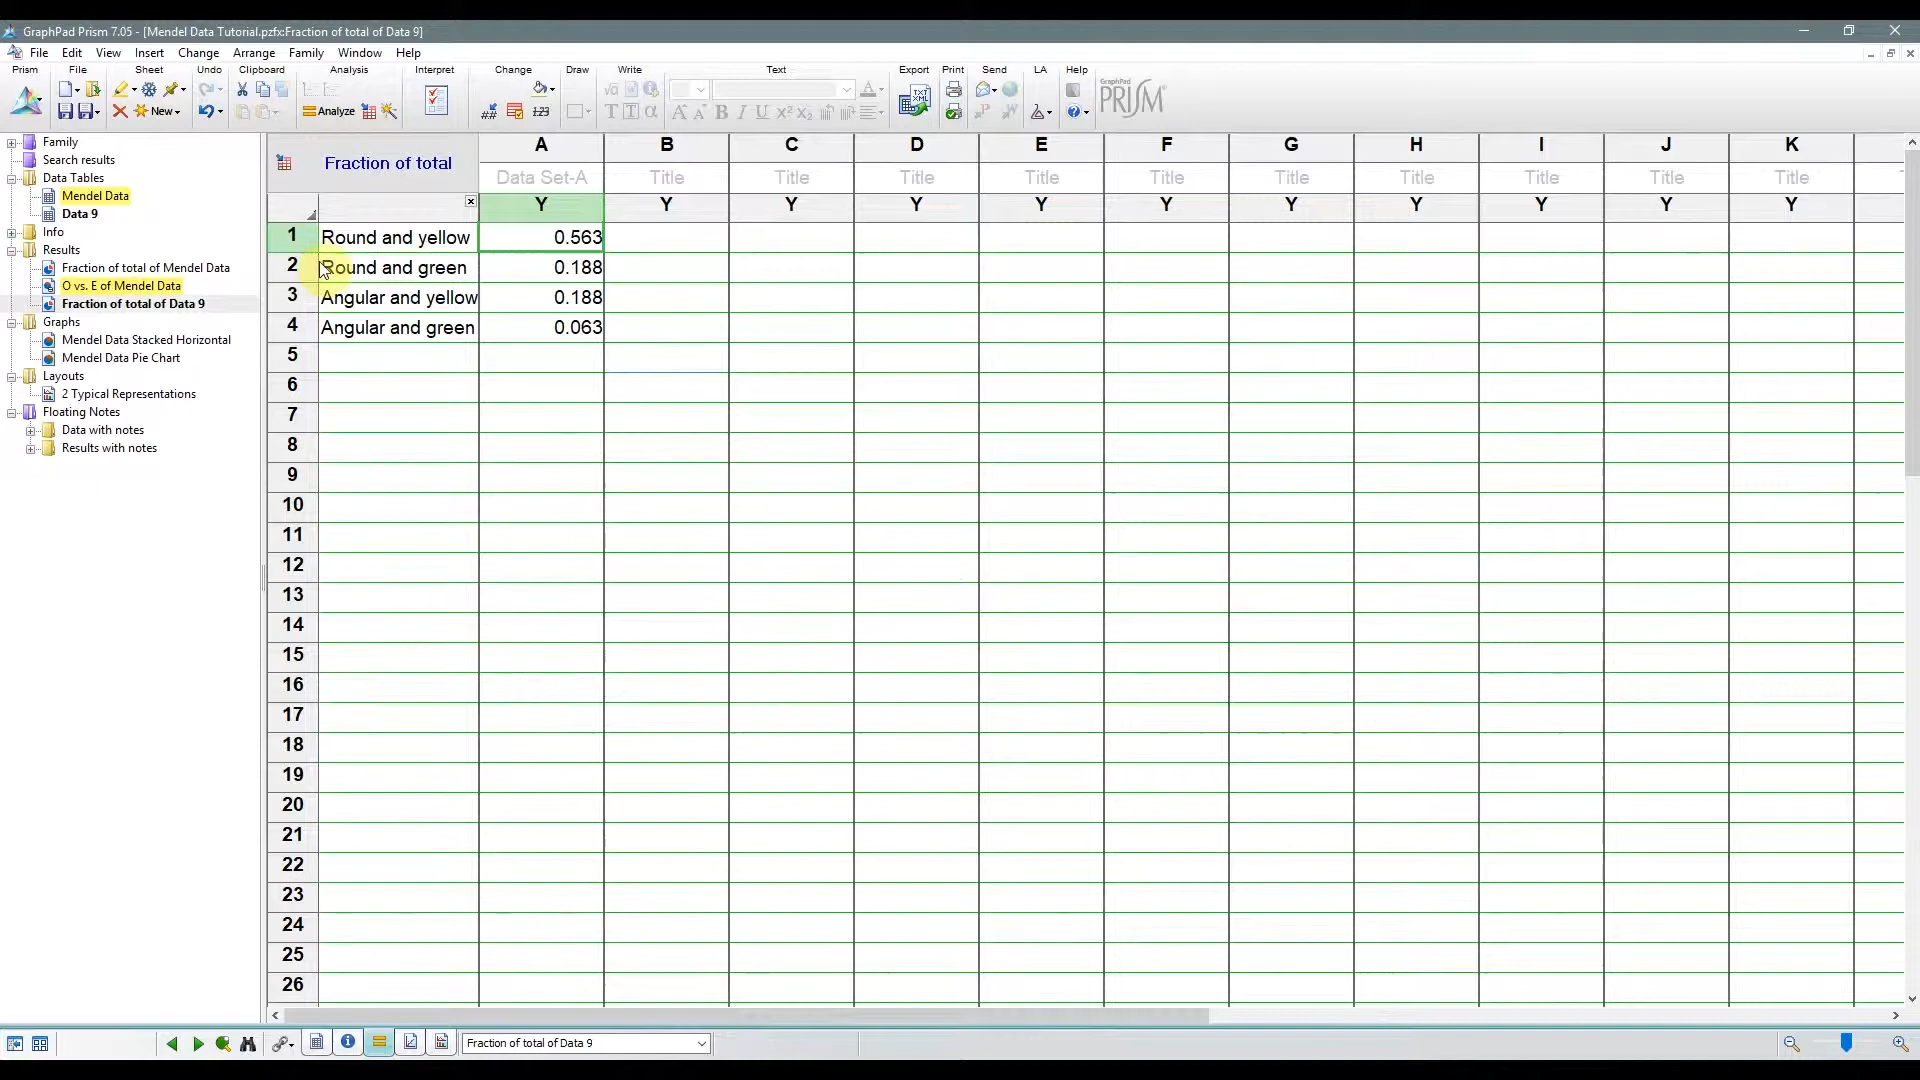 GraphPad Prism 7.05 - [Mendel Data Tutorial.pzfx:Fraction of total of Data 9]
File Edit View Insert Change Arrange Family Window Help
Prism File Sheet Undo Clipboard Analysis Interpret Change Draw Write Text Export Print Send LA Help
New
Analyze
123
GraphPad
PRISM
Family
Search results
Data Tables
Mendel Data
Data 9
Info
Results
Fraction of total of Mendel Data
O vs. E of Mendel Data
Fraction of total of Data 9
Graphs
Mendel Data Stacked Horizontal
Mendel Data Pie Chart
Layouts
2 Typical Representations
Floating Notes
Data with notes
Results with notes
Fraction of total A B C D E F G H I J K
Data Set-A Title Title Title Title Title Title Title Title Title Title
Y Y Y Y Y Y Y Y Y Y Y
1 Round and yellow 0.563
2 Round and green 0.188
3 Angular and yellow 0.188
4 Angular and green 0.063
5
6
7
8
9
10
11
12
13
14
15
16
17
18
19
20
21
22
23
24
25
26
Fraction of total of Data 9